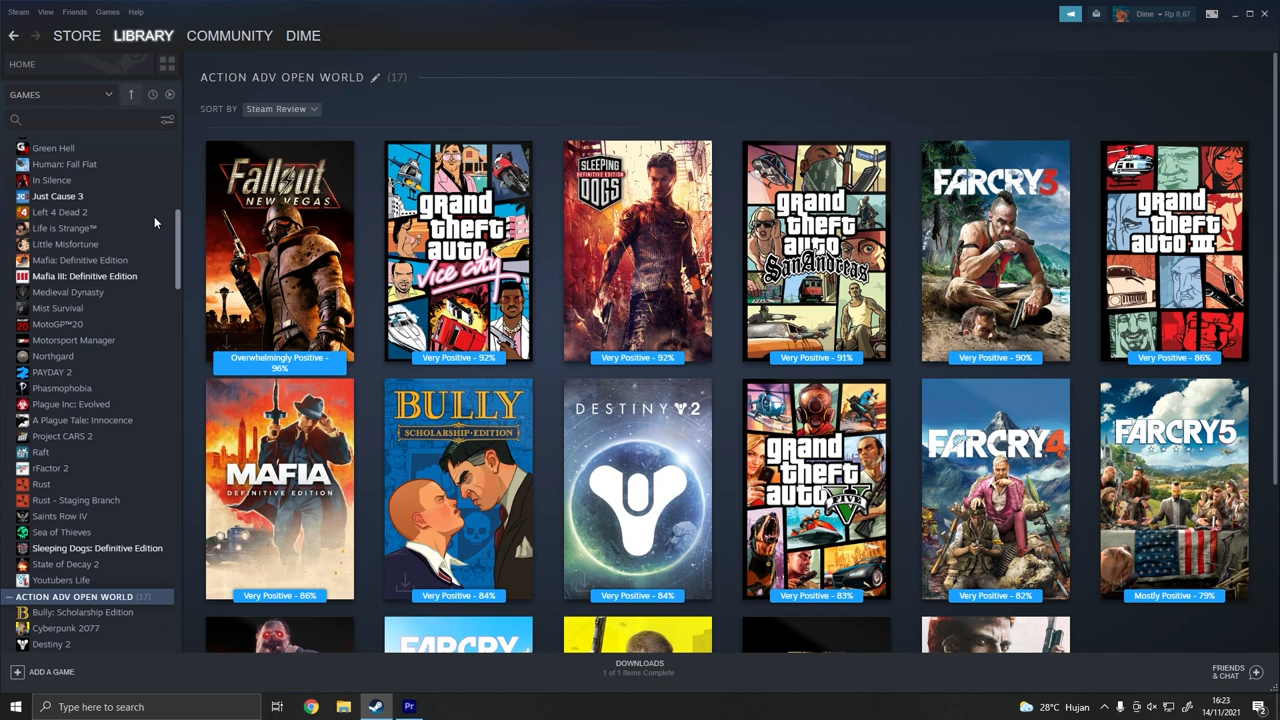 Steam View Friends Games Help
Dime Rp 0,67
STORE LIBRARY COMMUNITY DIME
HOME
GAMES
Green Hell
Human: Fall Flat
In Silence
Just Cause 3
Left 4 Dead 2
Life is Strange™
Little Misfortune
Mafia: Definitive Edition
Mafia III: Definitive Edition
Medieval Dynasty
Mist Survival
MotoGP™20
Motorsport Manager
Northgard
PAYDAY 2
Phasmophobia
Plague Inc: Evolved
A Plague Tale: Innocence
Project CARS 2
Raft
rFactor 2
Rust
Rust - Staging Branch
Saints Row IV
Sea of Thieves
Sleeping Dogs: Definitive Edition
State of Decay 2
Youtubers Life
ACTION ADV OPEN WORLD (17)
Bully: Scholarship Edition
Cyberpunk 2077
Destiny 2
ADD A GAME
ACTION ADV OPEN WORLD (17)
SORT BY Steam Review
Fallout
NEW VEGAS
Overwhelmingly Positive -
96%
grand
theft
auto
vice city
Very Positive - 92%
SLEEPING
DEFINITIVE EDITION
DOGS
Very Positive - 92%
grand
theft
auto
SanAndreas
Very Positive - 91%
FARCRY3
Very Positive - 90%
grand
theft
auto III
Very Positive - 86%
MAFIA
DEFINITIVE EDITION
Very Positive - 86%
BULLY
SCHOLARSHIP EDITION
Very Positive - 84%
DESTINY 2
Very Positive - 84%
grand
theft
auto V
FIVE
Very Positive - 83%
FARCRY4
Very Positive - 82%
FARCRY5
Mostly Positive - 79%
FARCRY
DOWNLOADS
1 of 1 Items Complete
FRIENDS
& CHAT
Type here to search
Pr
28°C Hujan
16:23
14/11/2021
2